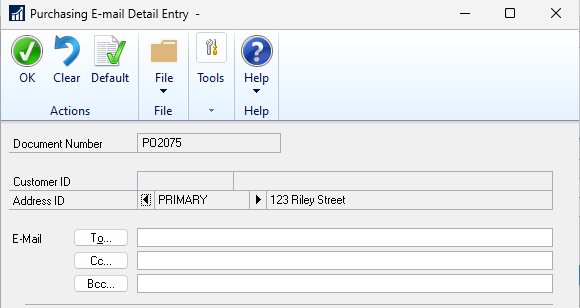 Purchasing E-mail Detail Entry -
OK Clear Default File Tools Help
Actions File Help
Document Number PO2075
Customer ID
Address ID PRIMARY 123 Riley Street
E-Mail To...
Cc...
Bcc...